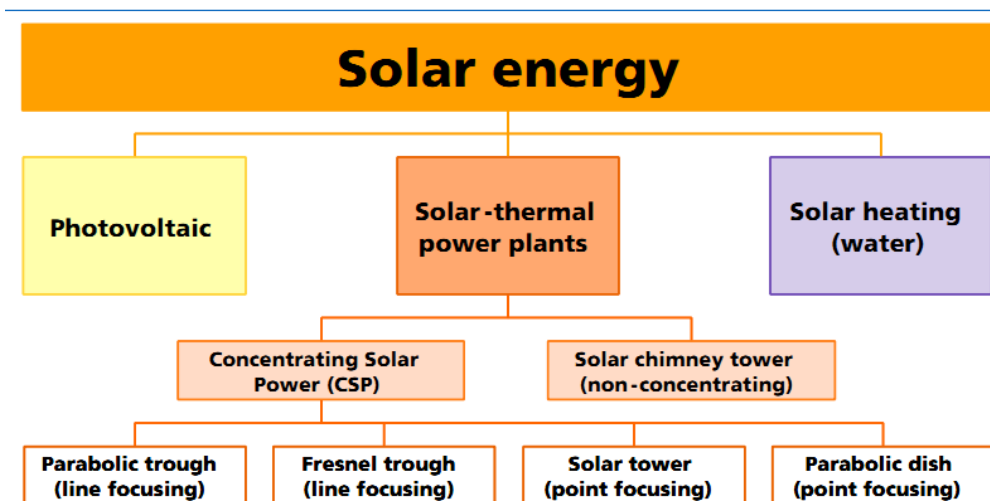 Solar energy
Photovoltaic
Solar-thermal
power plants
Solar heating
(water)
Concentrating Solar
Power (CSP)
Solar chimney tower
(non-concentrating)
Parabolic trough
(line focusing)
Fresnel trough
(line focusing)
Solar tower
(point focusing)
Parabolic dish
(point focusing)